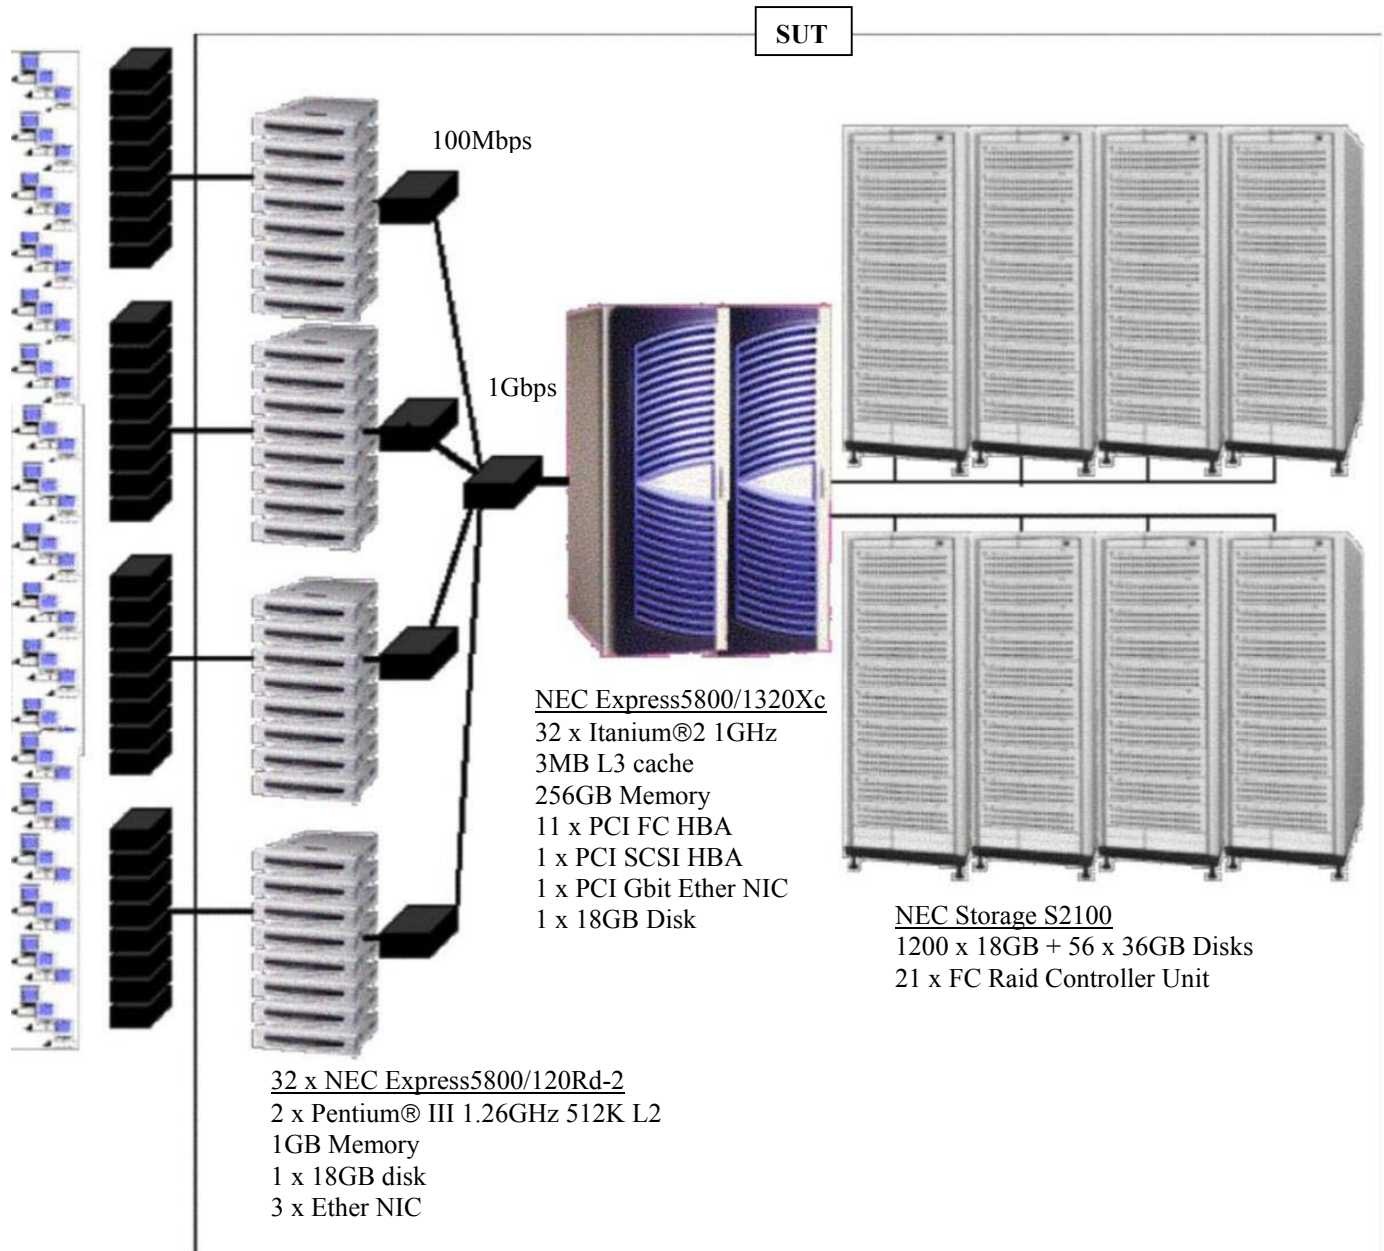 SUT
100Mbps
1Gbps
NEC Express5800/1320Xc
32 x Itanium®2 1GHz
3MB L3 cache
256GB Memory
11 x PCI FC HBA
1 x PCI SCSI HBA
1 x PCI Gbit Ether NIC
1 x 18GB Disk
NEC Storage S2100
1200 x 18GB + 56 x 36GB Disks
21 x FC Raid Controller Unit
32 x NEC Express5800/120Rd-2
2 x Pentium® III 1.26GHz 512K L2
1GB Memory
1 x 18GB disk
3 x Ether NIC